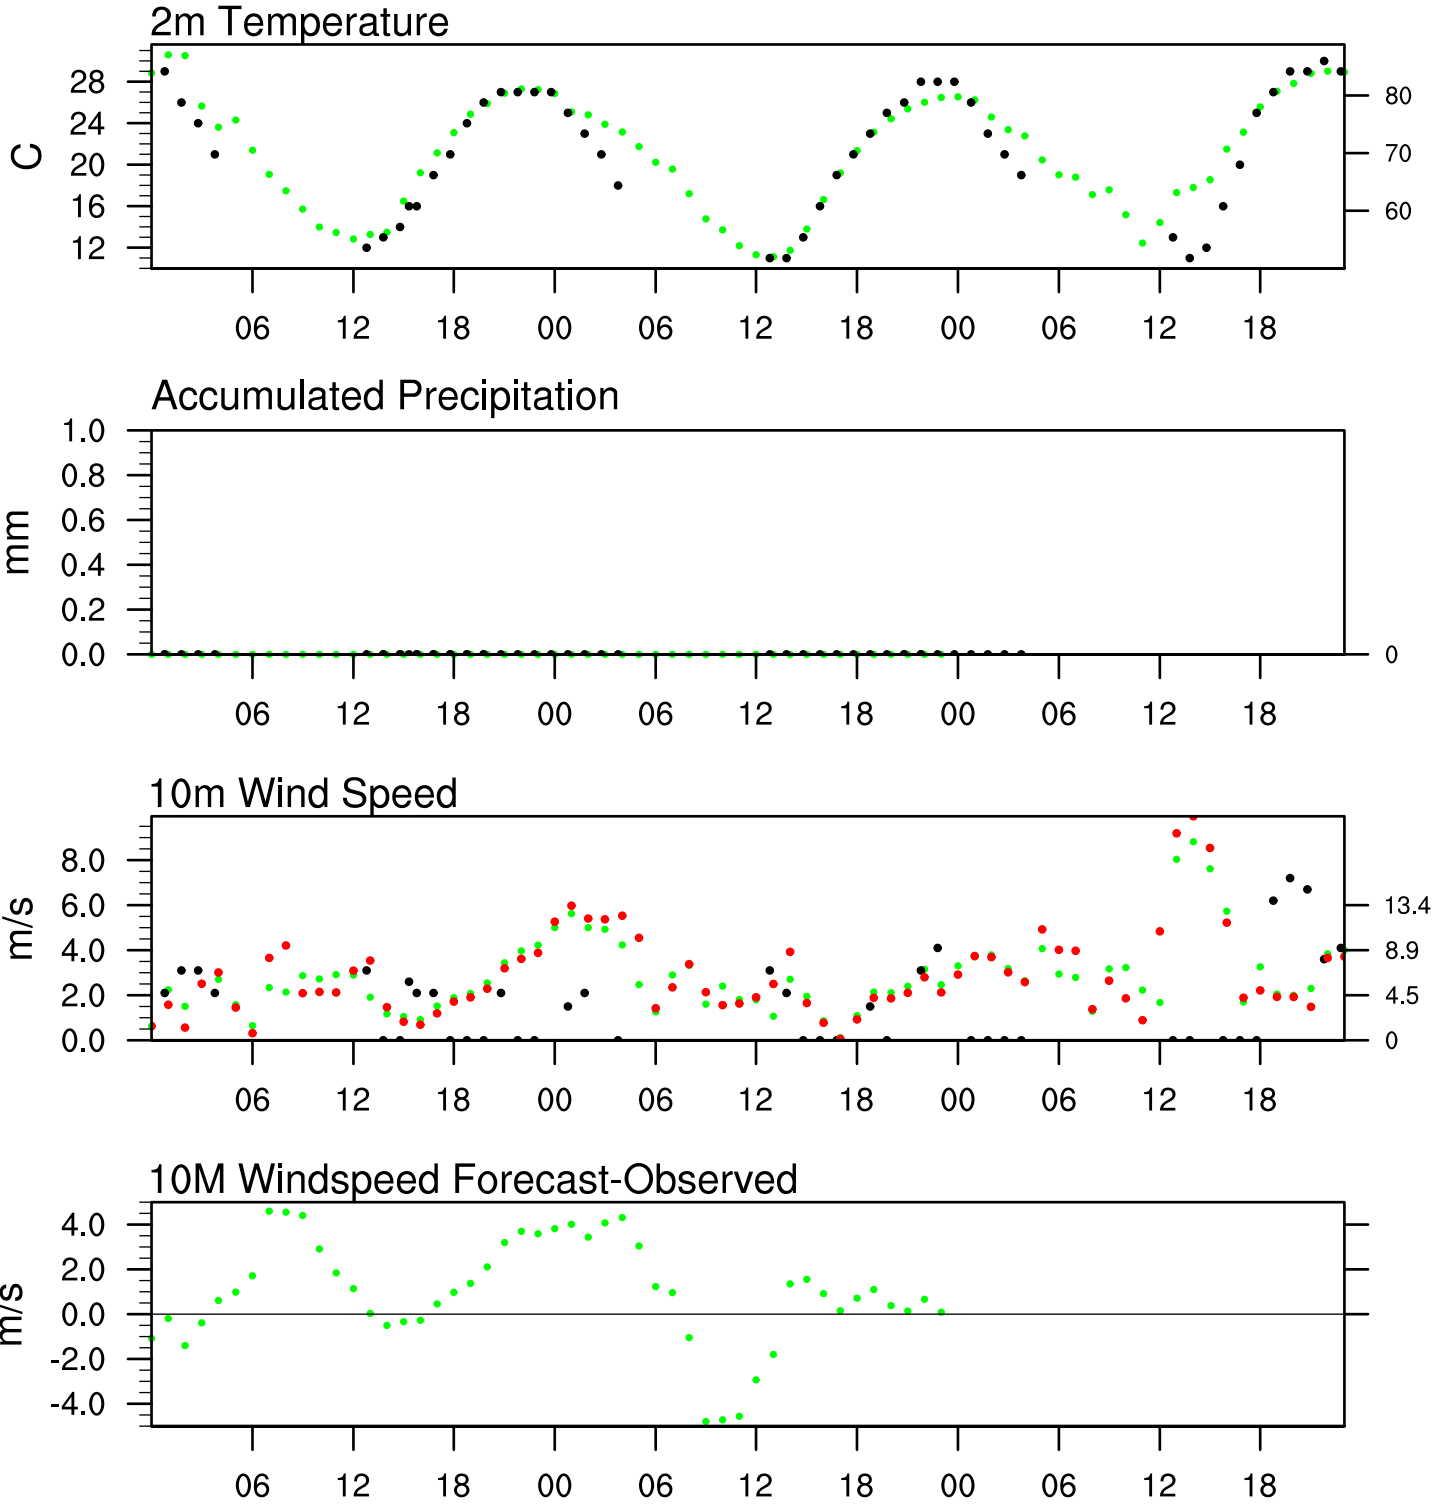 2m Temperature
28
24
20
16
12
C
80
70
60
06 12 18 00 06 12 18 00 06 12 18
Accumulated Precipitation
1.0
0.8
0.6
0.4
0.2
0.0
mm
0
06 12 18 00 06 12 18 00 06 12 18
10m Wind Speed
8.0
6.0
4.0
2.0
0.0
m/s
13.4
8.9
4.5
0
06 12 18 00 06 12 18 00 06 12 18
10M Windspeed Forecast-Observed
4.0
2.0
0.0
-2.0
-4.0
m/s
06 12 18 00 06 12 18 00 06 12 18